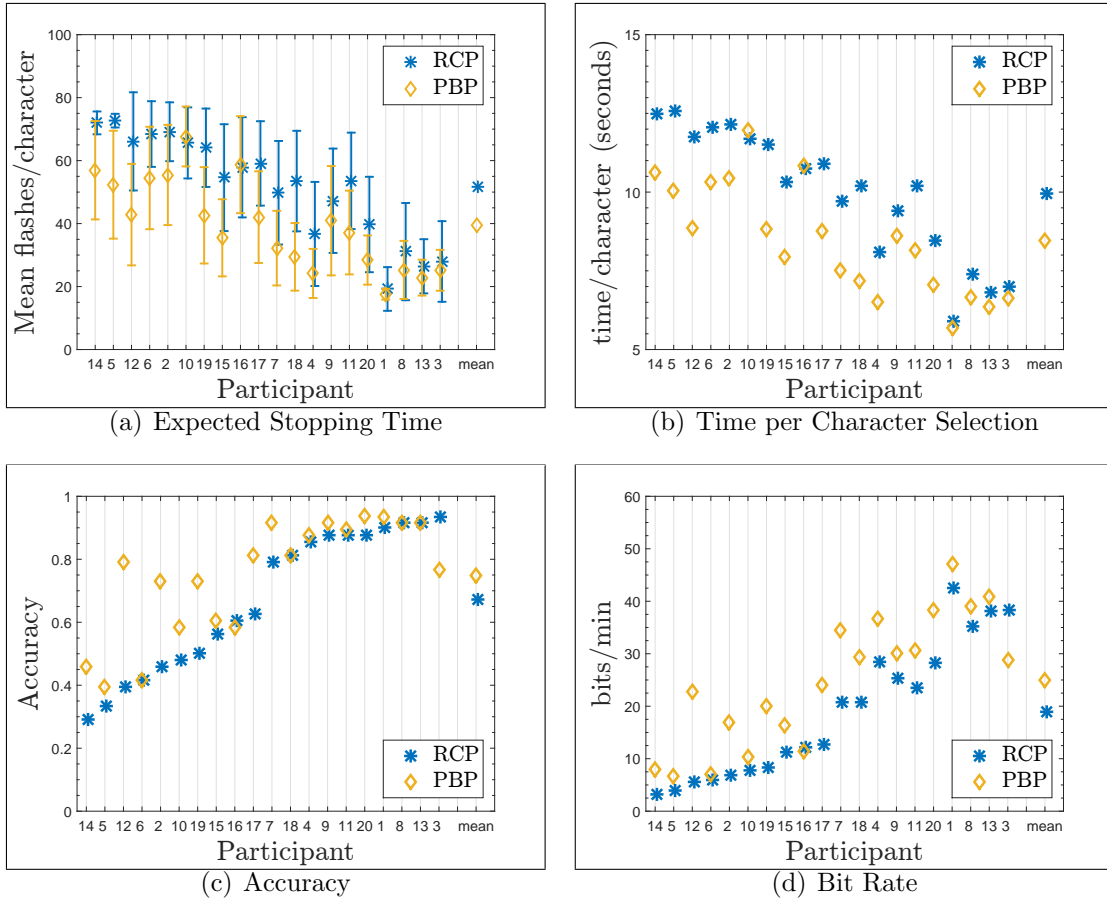 Mean flashes/character
100
80
60
40
20
0
RCP
PBP
14 5 12 6 2 10 19 15 16 17 7 18 4 9 11 20 1 8 13 3 mean
Participant
(a) Expected Stopping Time
time/character (seconds)
15
10
5
RCP
PBP
14 5 12 6 2 10 19 15 16 17 7 18 4 9 11 20 1 8 13 3 mean
Participant
(b) Time per Character Selection
Accuracy
1
0.8
0.6
0.4
0.2
0
RCP
PBP
14 5 12 6 2 10 19 15 16 17 7 18 4 9 11 20 1 8 13 3 mean
Participant
(c) Accuracy
bits/min
60
50
40
30
20
10
0
RCP
PBP
14 5 12 6 2 10 19 15 16 17 7 18 4 9 11 20 1 8 13 3 mean
Participant
(d) Bit Rate